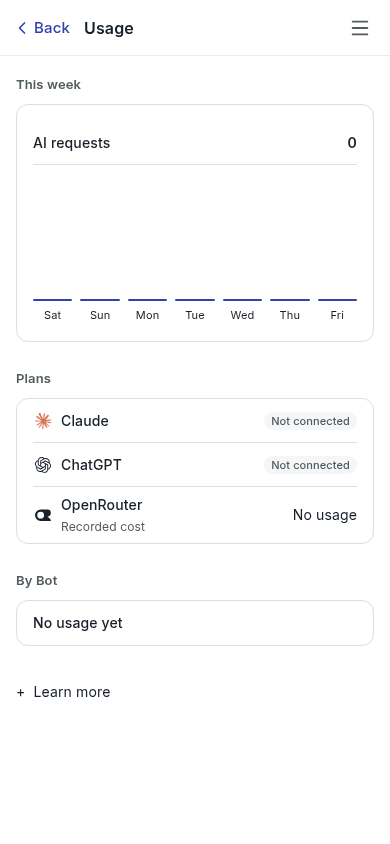 Back Usage
This week
AI requests 0
Sat Sun Mon Tue Wed Thu Fri
Plans
Claude Not connected
ChatGPT Not connected
OpenRouter
Recorded cost
No usage
By Bot
No usage yet
+ Learn more